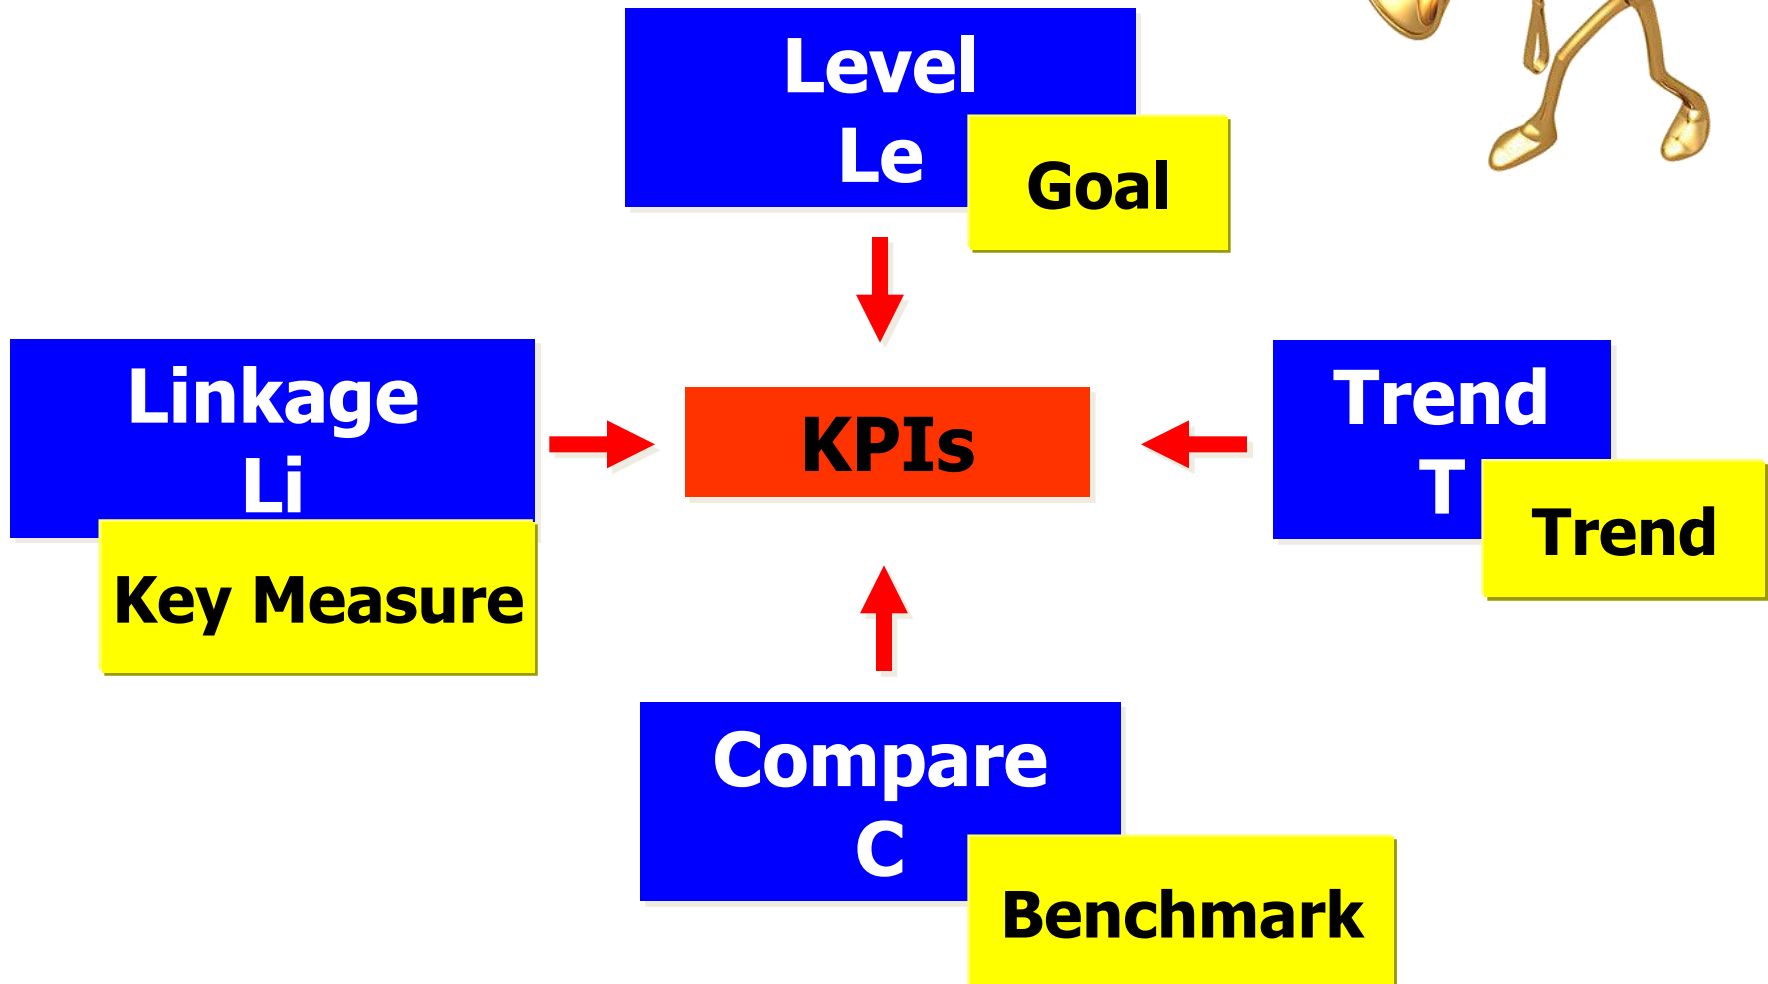 Level
Le
Goal
Linkage
Li
Key Measure
KPIs
Trend
T
Trend
Compare
C
Benchmark